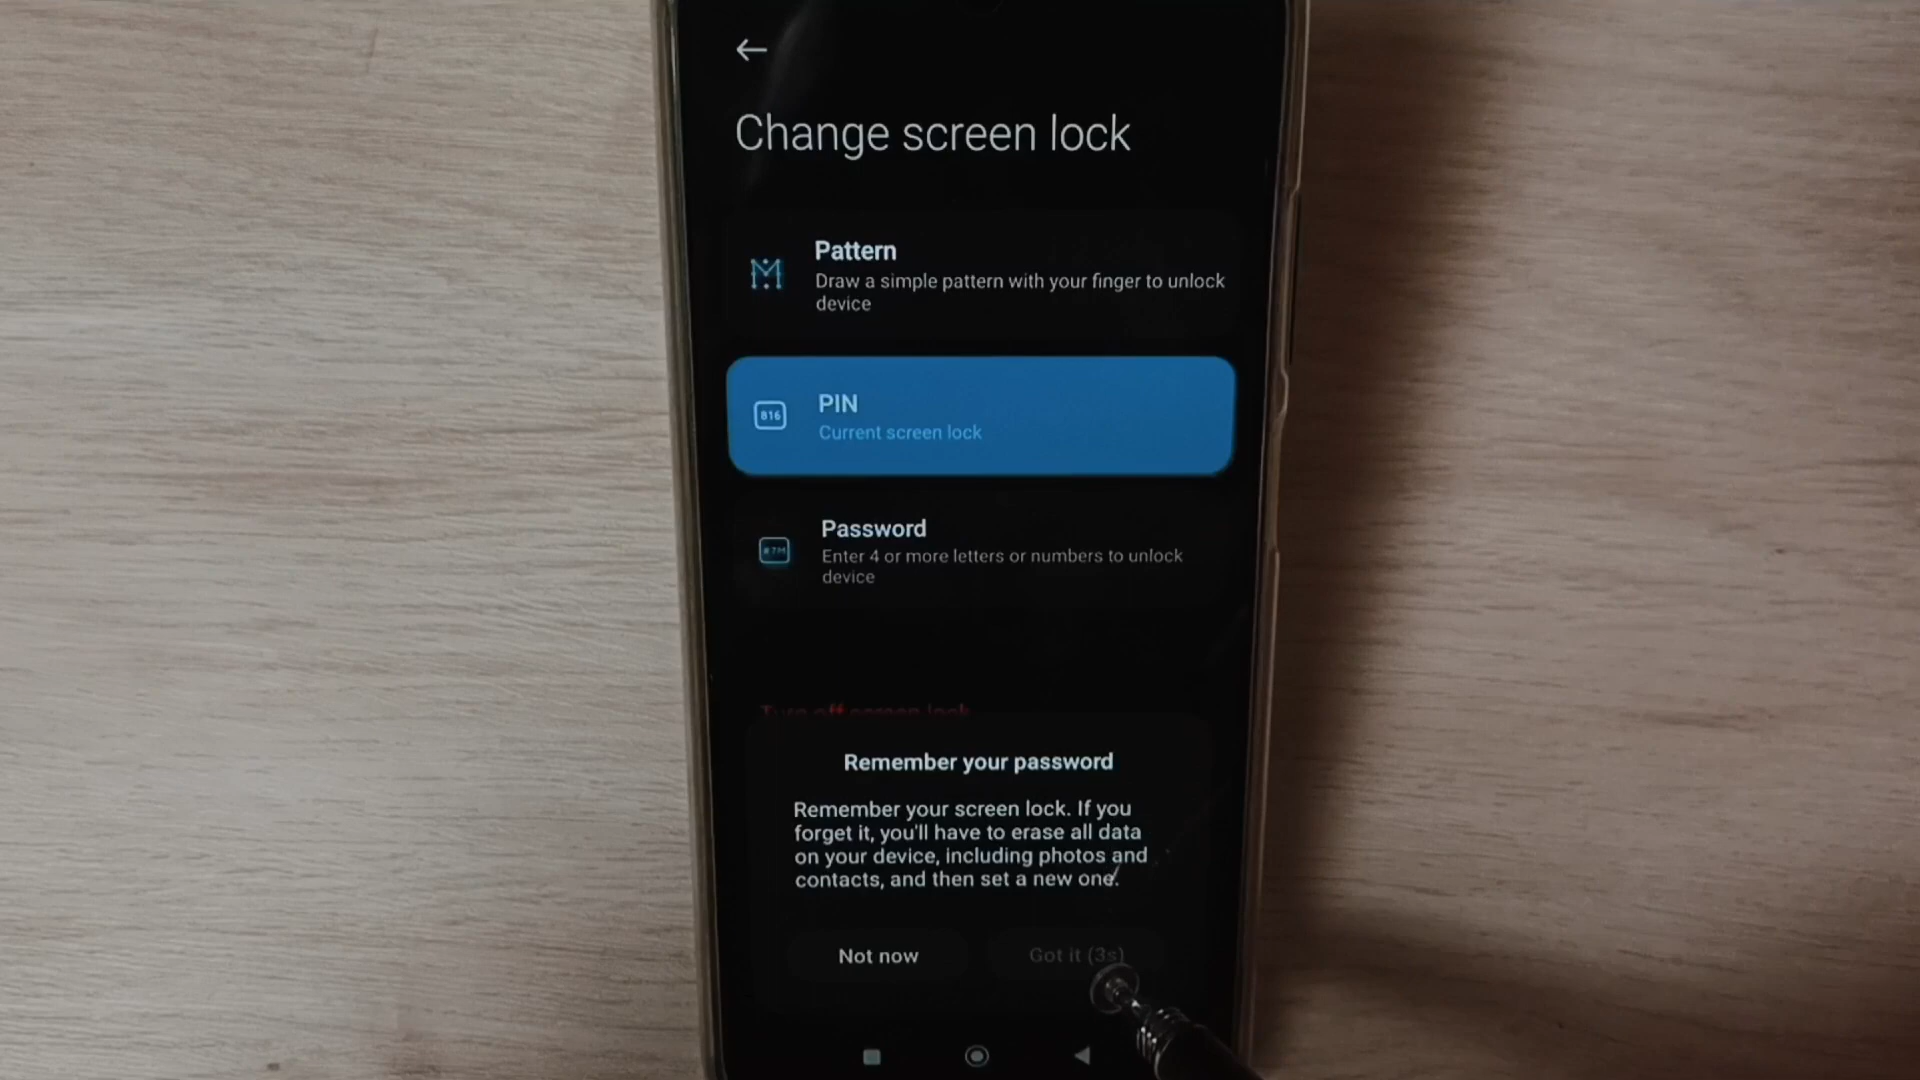 Change screen lock
Pattern
Draw a simple pattern with your finger to unlock
device
816
PIN
Current screen lock
Password
Enter 4 or more letters or numbers to unlock
device
Turn off screen lock
Remember your password
Remember your screen lock. If you
forget it, you'll have to erase all data
on your device, including photos and
contacts, and then set a new one.
Not now
Got it (3s)